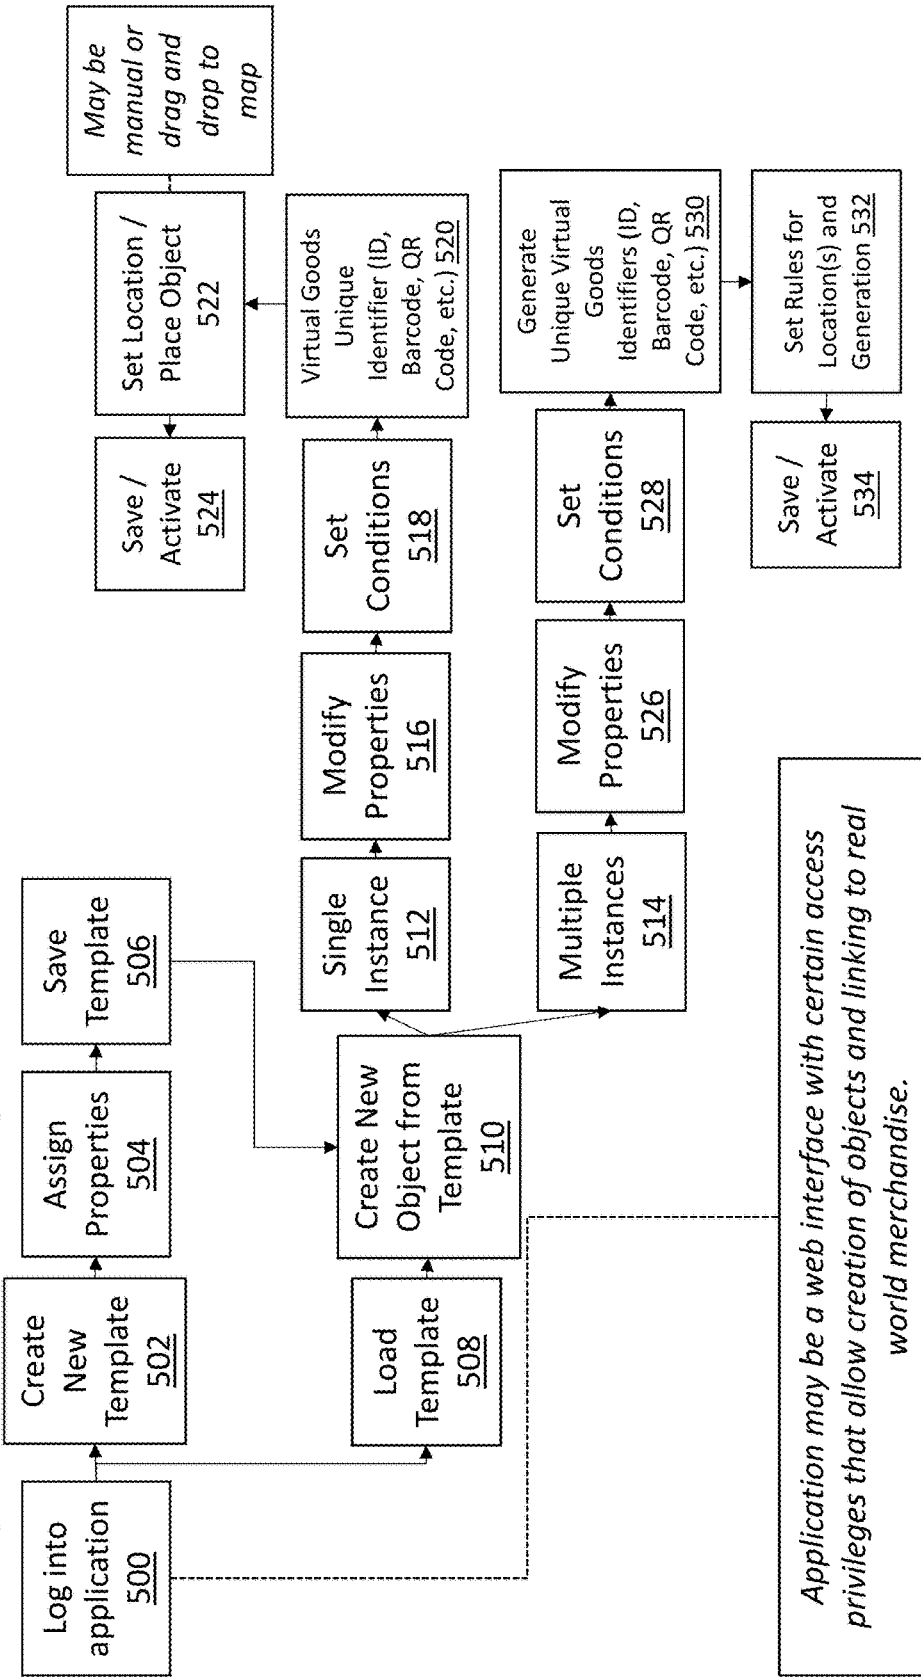 Log into
application
500
Create
New
Template
502
Assign
Properties
504
Save
Template
506
Load
Template
508
Create New
Object from
Template
510
Single
Instance
512
Modify
Properties
516
Set
Conditions
518
Virtual Goods
Unique
Identifier (ID,
Barcode, QR
Code, etc.) 520
Set Location /
Place Object
522
May be
manual or
drag and
drop to
map
Save /
Activate
524
Multiple
Instances
514
Modify
Properties
526
Set
Conditions
528
Generate
Unique Virtual
Goods
Identifiers (ID,
Barcode, QR
Code, etc.) 530
Set Rules for
Location(s) and
Generation 532
Save /
Activate
534
Application may be a web interface with certain access
privileges that allow creation of objects and linking to real
world merchandise.